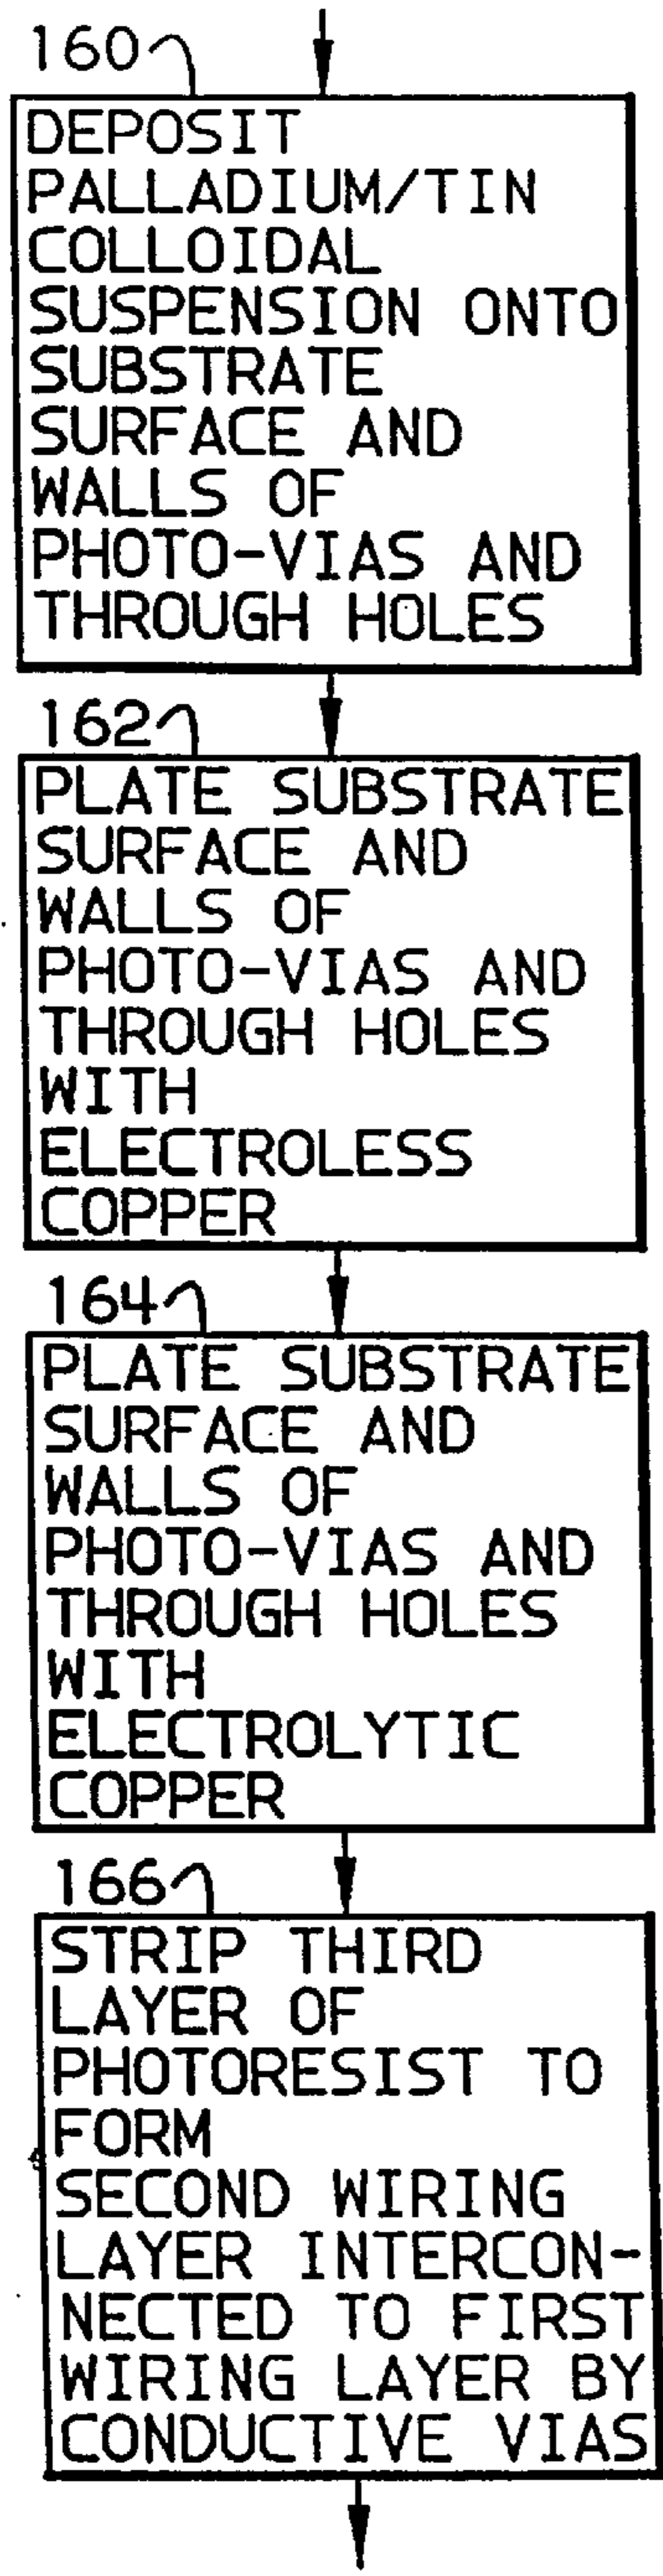 160
DEPOSIT
PALLADIUM/TIN
COLLOIDAL
SUSPENSION ONTO
SUBSTRATE
SURFACE AND
WALLS OF
PHOTO-VIAS AND
THROUGH HOLES
162
PLATE SUBSTRATE
SURFACE AND
WALLS OF
PHOTO-VIAS AND
THROUGH HOLES
WITH
ELECTROLESS
COPPER
164
PLATE SUBSTRATE
SURFACE AND
WALLS OF
PHOTO-VIAS AND
THROUGH HOLES
WITH
ELECTROLYTIC
COPPER
166
STRIP THIRD
LAYER OF
PHOTORESIST TO
FORM
SECOND WIRING
LAYER INTERCON-
NECTED TO FIRST
WIRING LAYER BY
CONDUCTIVE VIAS